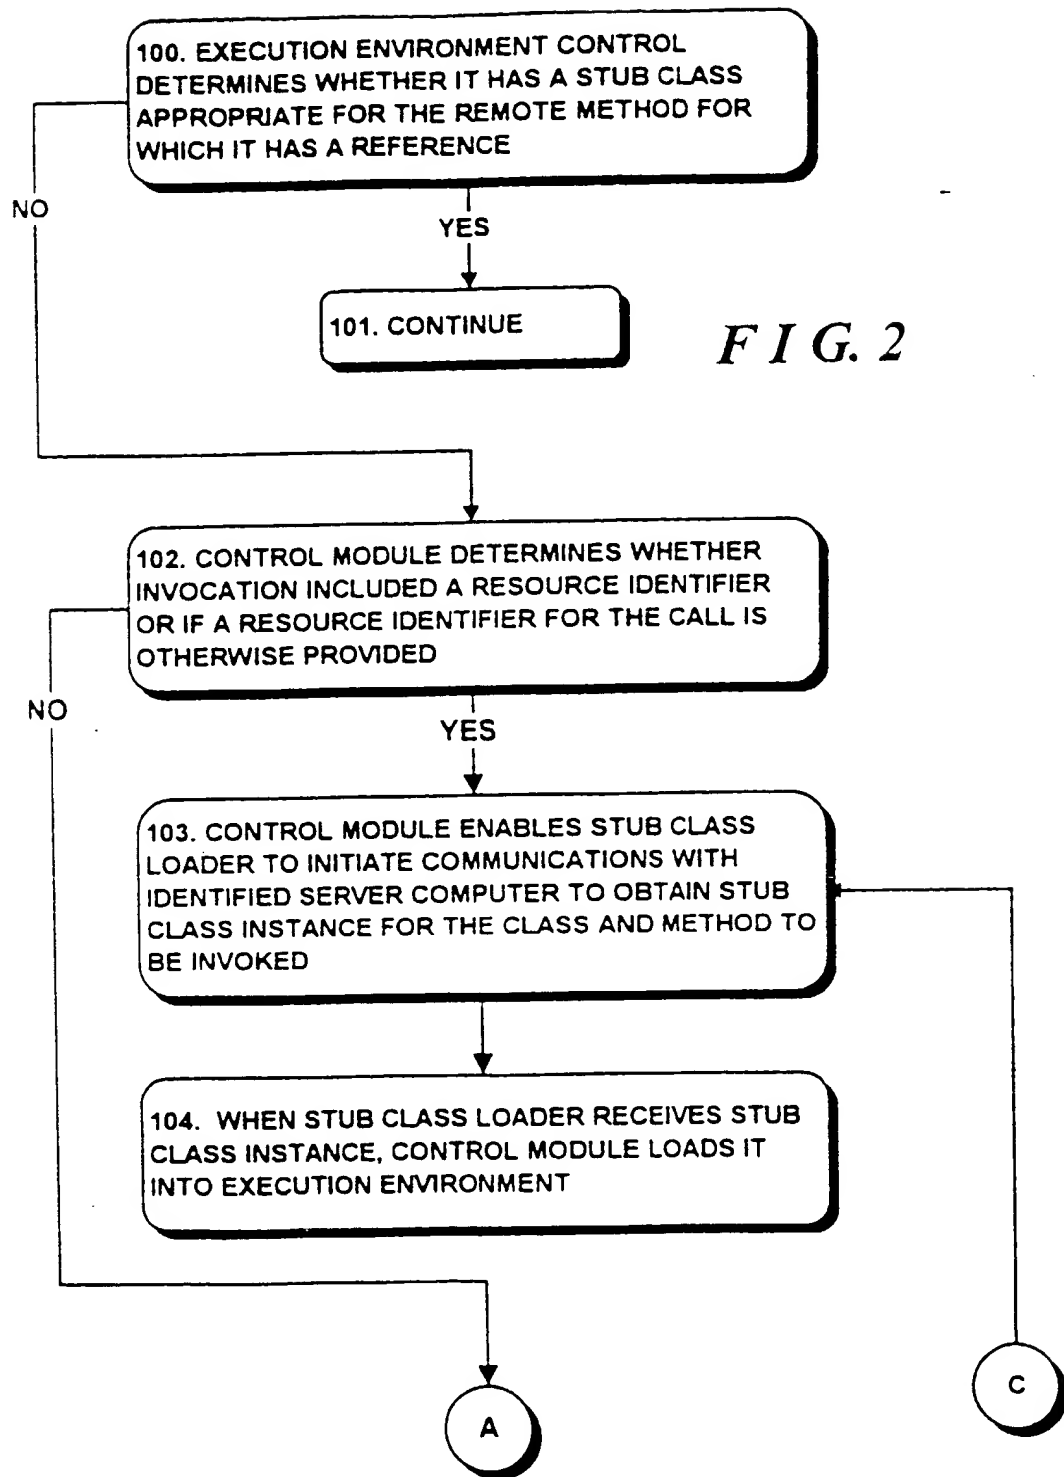 100. EXECUTION ENVIRONMENT CONTROL
DETERMINES WHETHER IT HAS A STUB CLASS
APPROPRIATE FOR THE REMOTE METHOD FOR
WHICH IT HAS A REFERENCE
NO
YES
101. CONTINUE
F I G. 2
102. CONTROL MODULE DETERMINES WHETHER
INVOCATION INCLUDED A RESOURCE IDENTIFIER
OR IF A RESOURCE IDENTIFIER FOR THE CALL IS
OTHERWISE PROVIDED
NO
YES
103. CONTROL MODULE ENABLES STUB CLASS
LOADER TO INITIATE COMMUNICATIONS WITH
IDENTIFIED SERVER COMPUTER TO OBTAIN STUB
CLASS INSTANCE FOR THE CLASS AND METHOD TO
BE INVOKED
104. WHEN STUB CLASS LOADER RECEIVES STUB
CLASS INSTANCE, CONTROL MODULE LOADS IT
INTO EXECUTION ENVIRONMENT
C
A